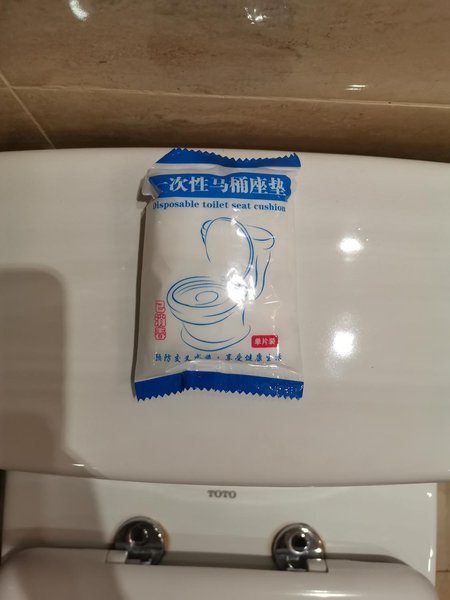 一次性马桶座垫
Disposable toilet seat cushion
已消毒
单片装
预防交叉感染·享受健康生活
TOTO